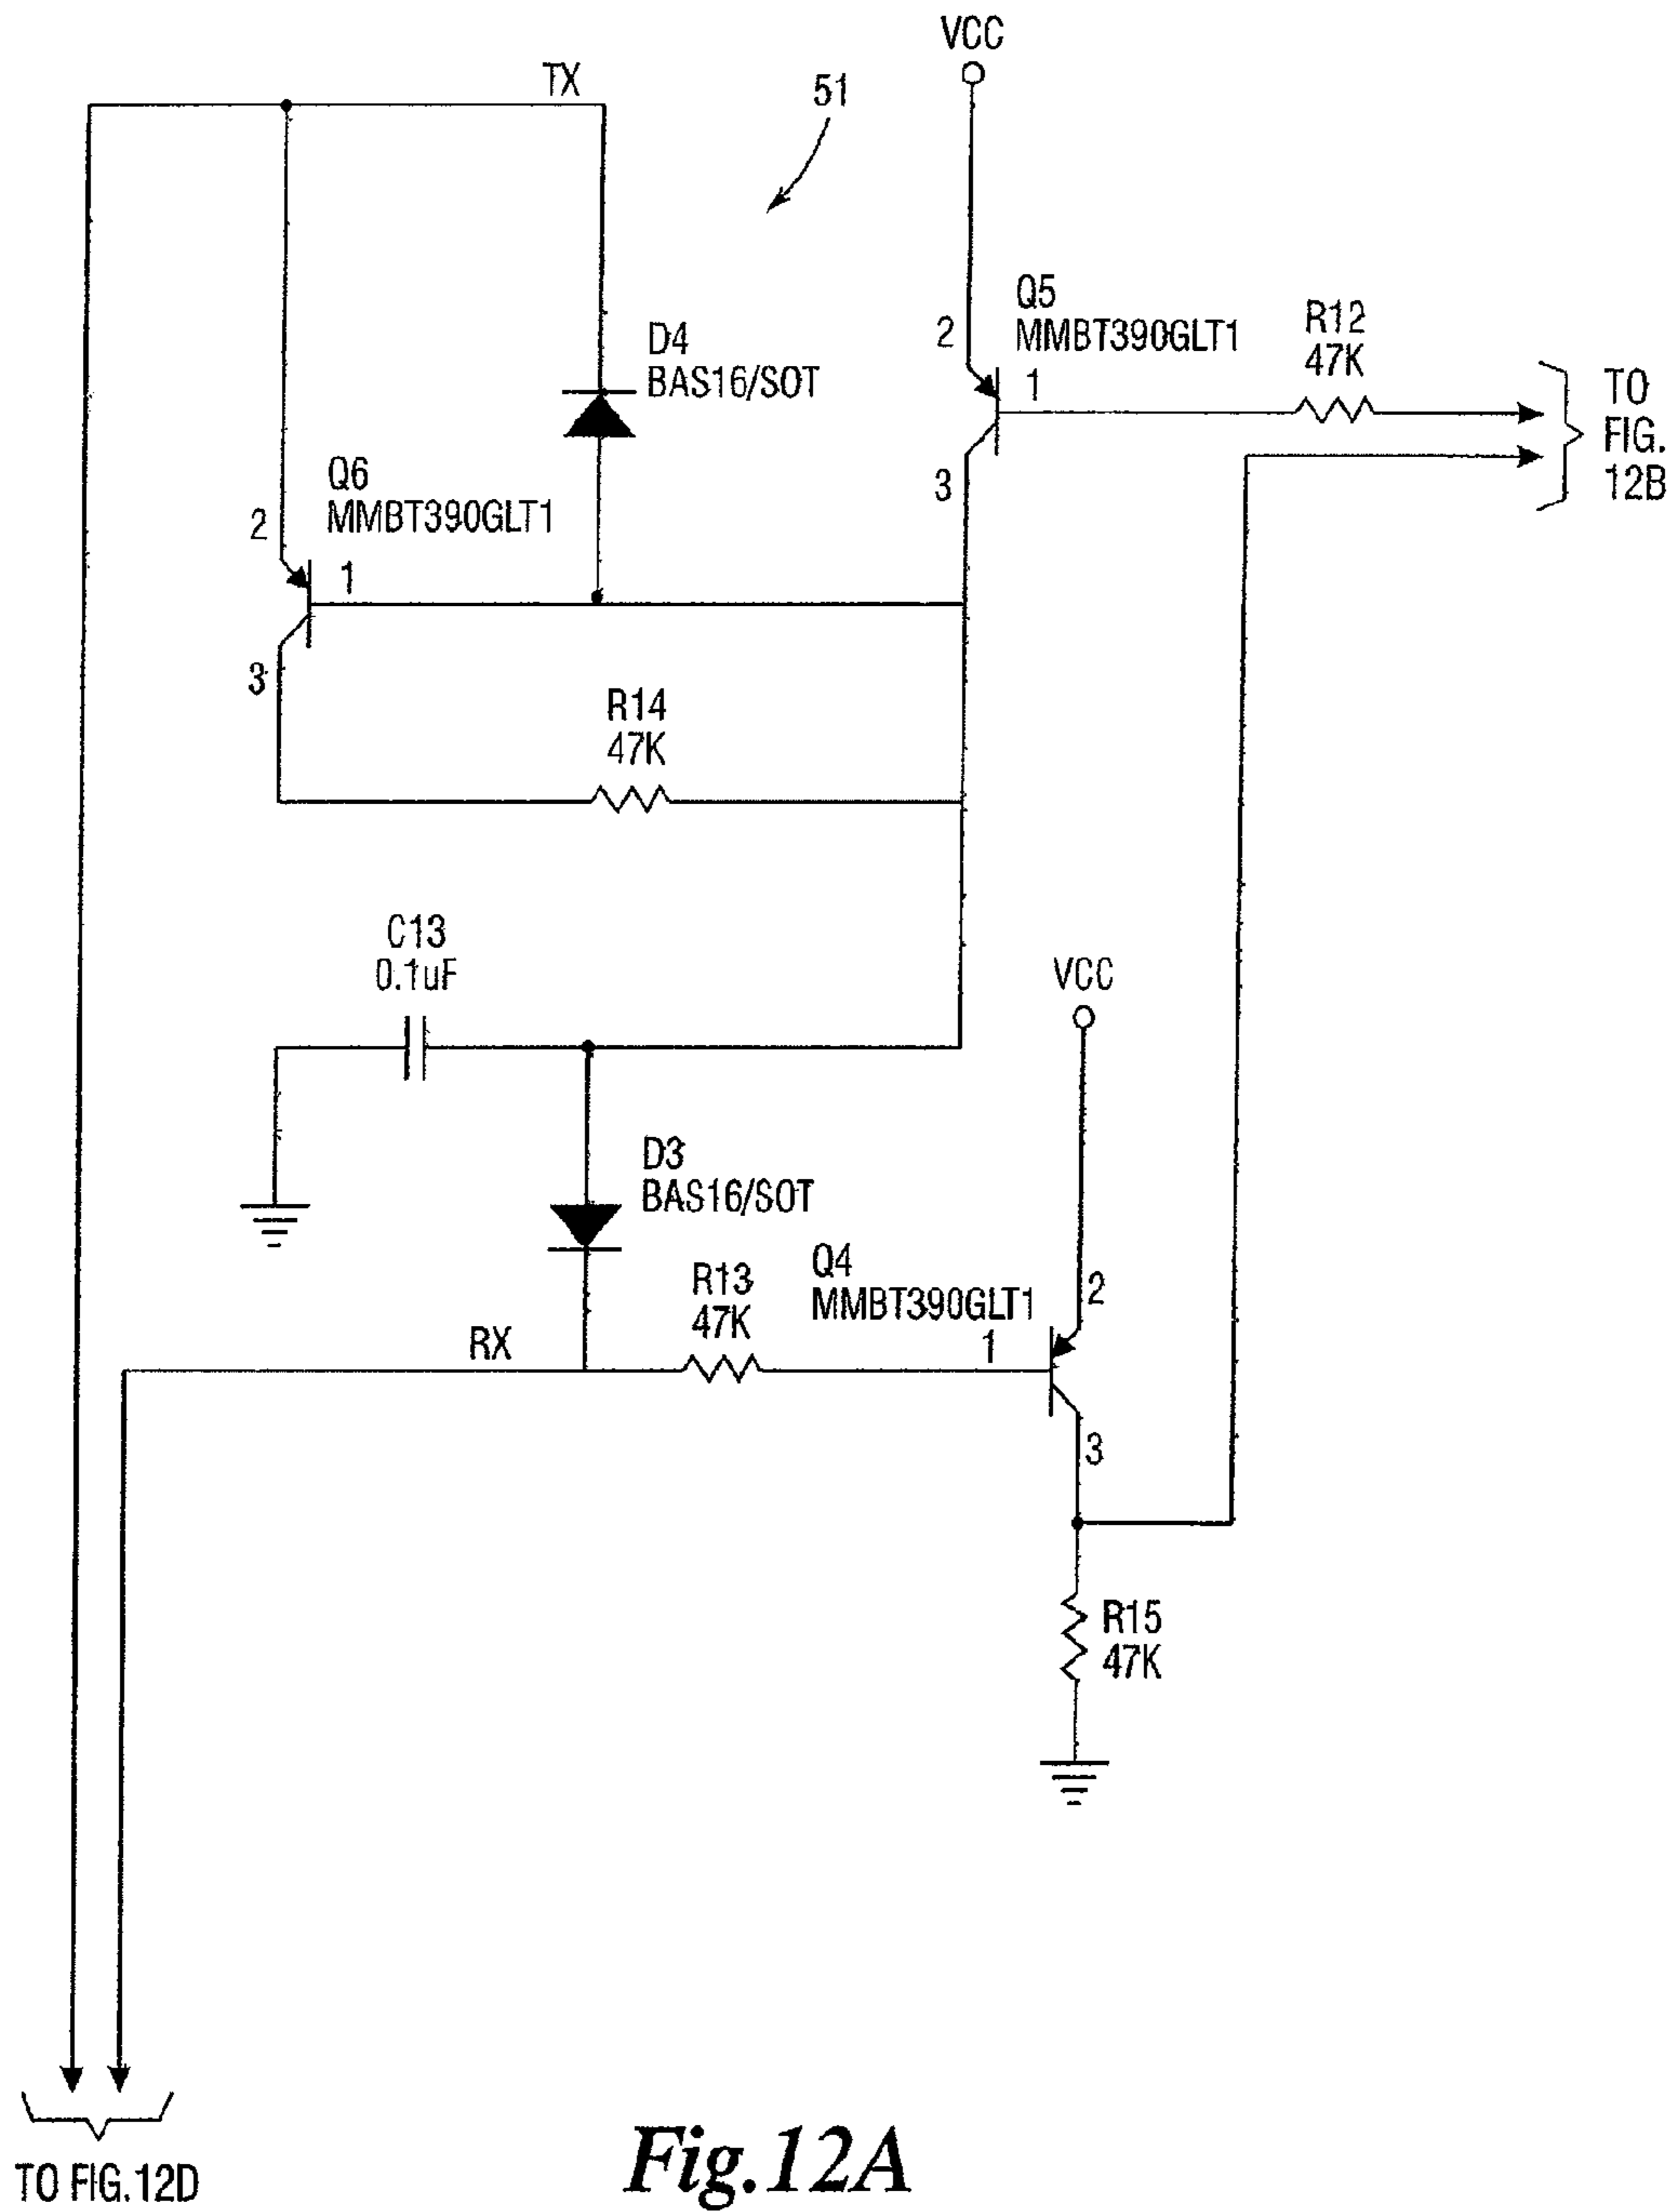 VCC
TX
51
Q5
MMBT390GLT1
2
1
3
R12
47K
TO
FIG.
12B
D4
BAS16/SOT
Q6
MMBT390GLT1
2
1
3
R14
47K
C13
0.1uF
VCC
D3
BAS16/SOT
R13
47K
Q4
MMBT390GLT1
1
2
3
RX
R15
47K
TO FIG.12D
Fig.12A